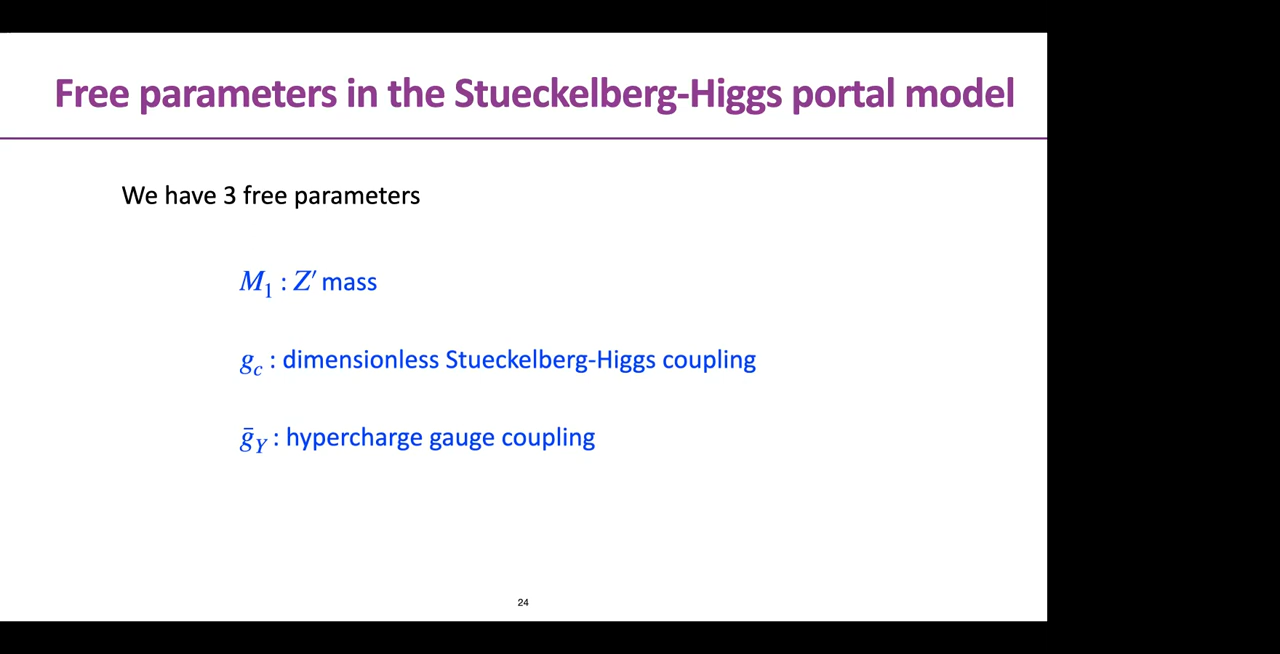 Free parameters in the Stueckelberg-Higgs portal model
We have 3 free parameters
M₁ : Z′ mass
g_c : dimensionless Stueckelberg-Higgs coupling
ḡ_Y : hypercharge gauge coupling
24